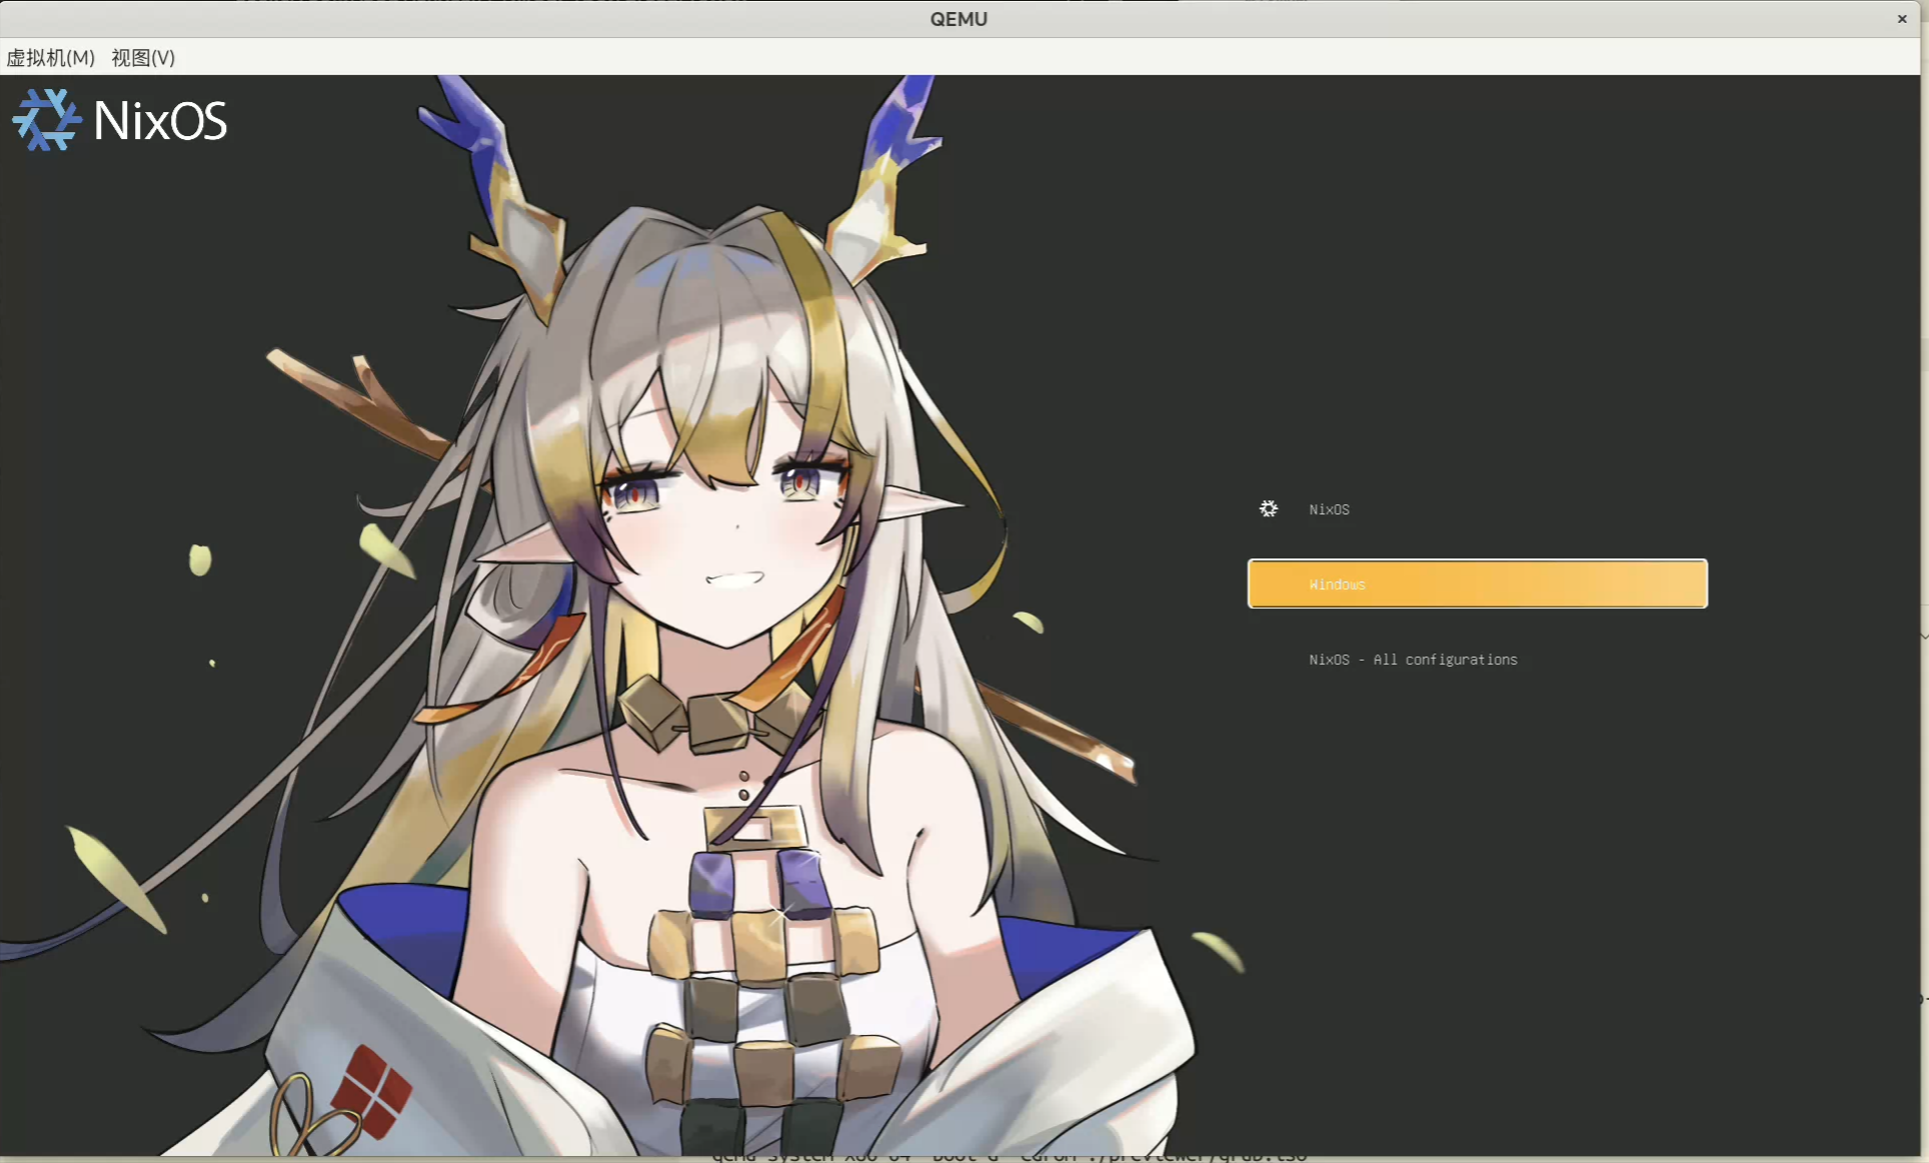 QEMU
×
虚拟机(M) 视图(V)
NixOS
NixOS
Windows
NixOS - All configurations